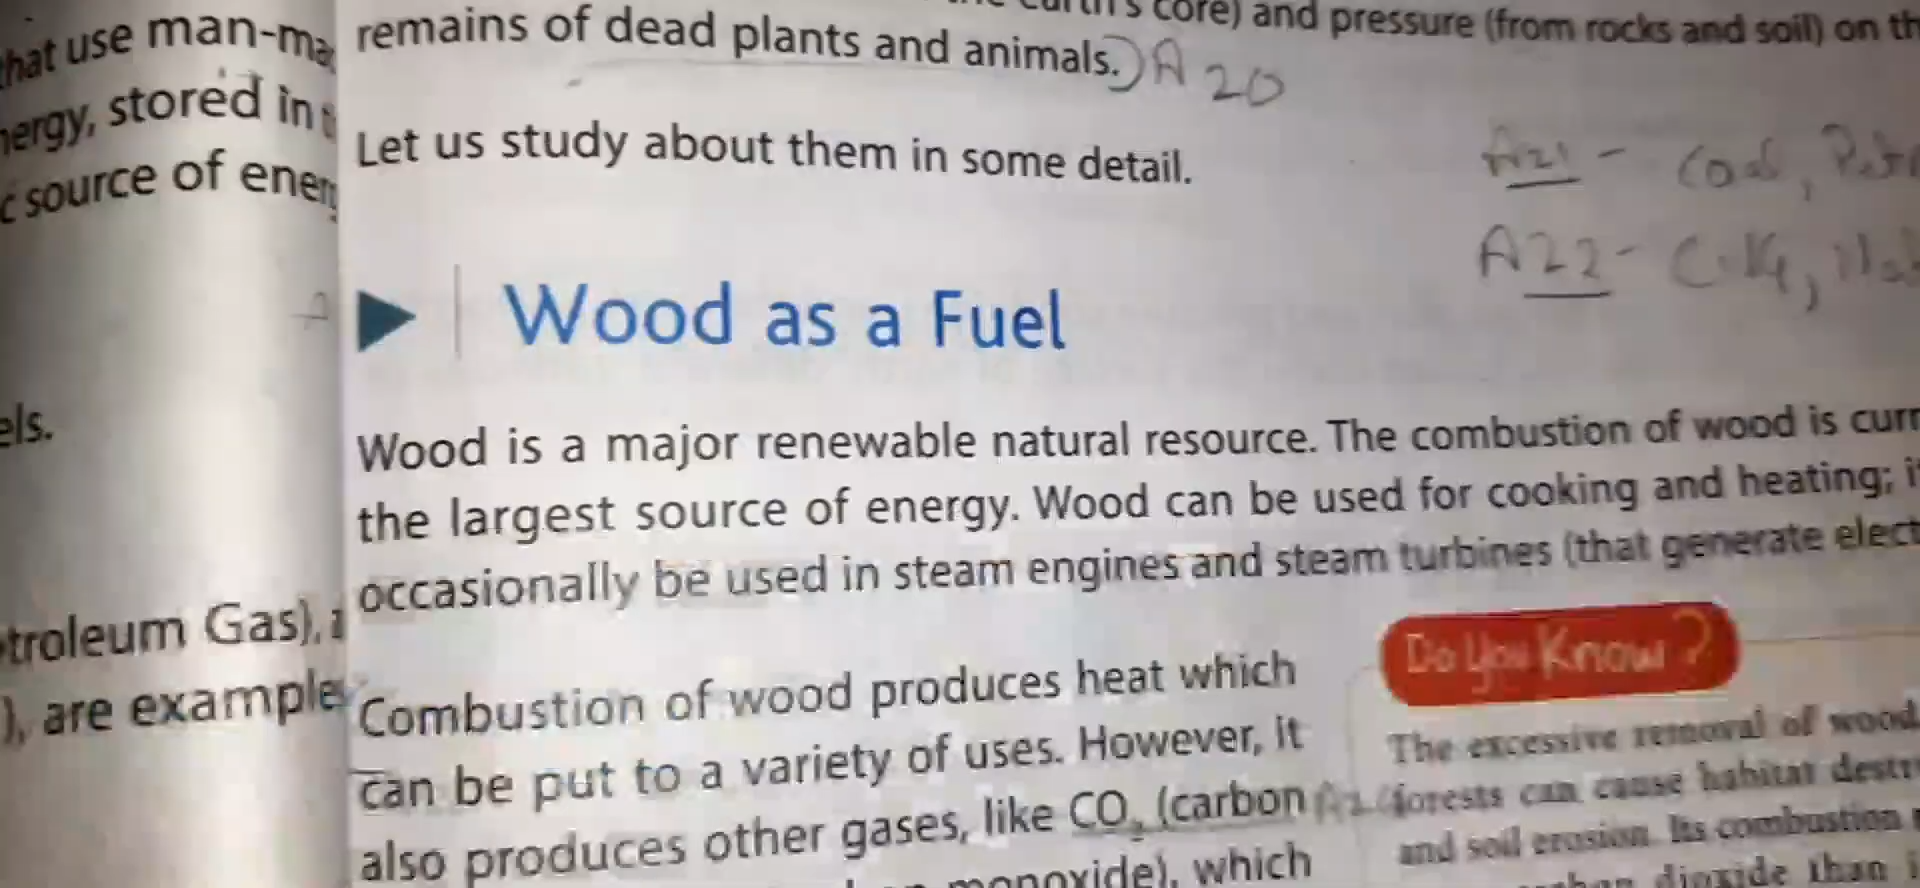 that use man-ma
nergy, stored in
c source of ener
els.
troleum Gas),
), are example
core) and pressure (from rocks and soil) on th
remains of dead plants and animals.) A 20
Let us study about them in some detail.
A21 - Coal,
A22 -
Wood as a Fuel
Wood is a major renewable natural resource. The combustion of wood is curr
the largest source of energy. Wood can be used for cooking and heating; it
occasionally be used in steam engines and steam turbines (that generate elect
Combustion of wood produces heat which
can be put to a variety of uses. However, it
also produces other gases, like CO₂ (carbon
monoxide), which
Do You Know?
The excessive removal of wood
forests can cause habitat destr
and soil erosion. Its combustion
dioxide than